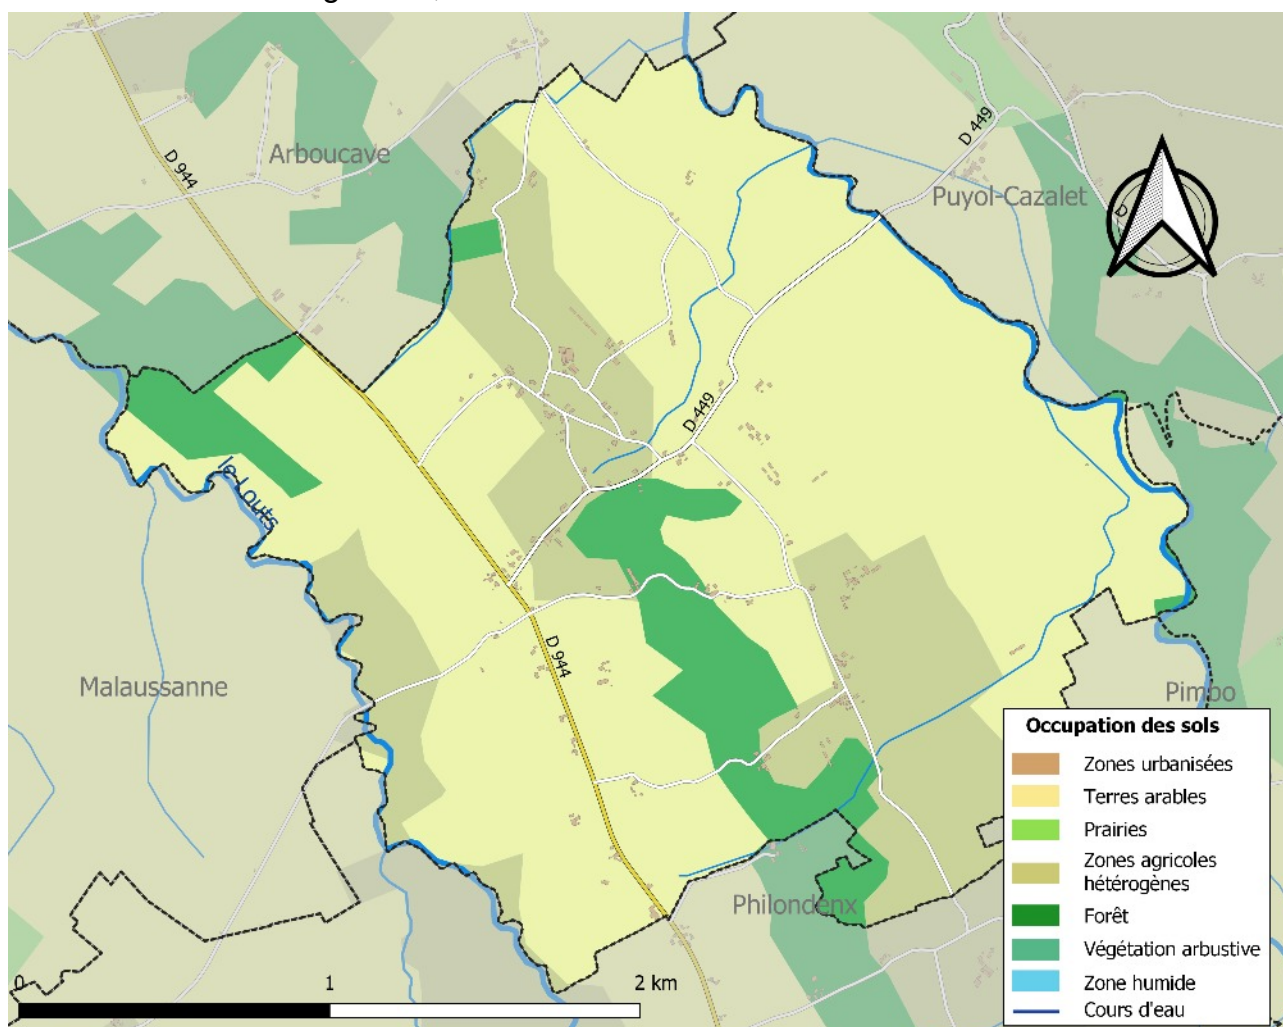 D 944
Arboucave
D 449
Puyol-Cazalet
D
D 449
le Louts
D 944
Malaussanne
Pimbo
Philondenx
Occupation des sols
Zones urbanisées
Terres arables
Prairies
Zones agricoles
hétérogènes
Forêt
Végétation arbustive
Zone humide
Cours d'eau
0 1 2 km